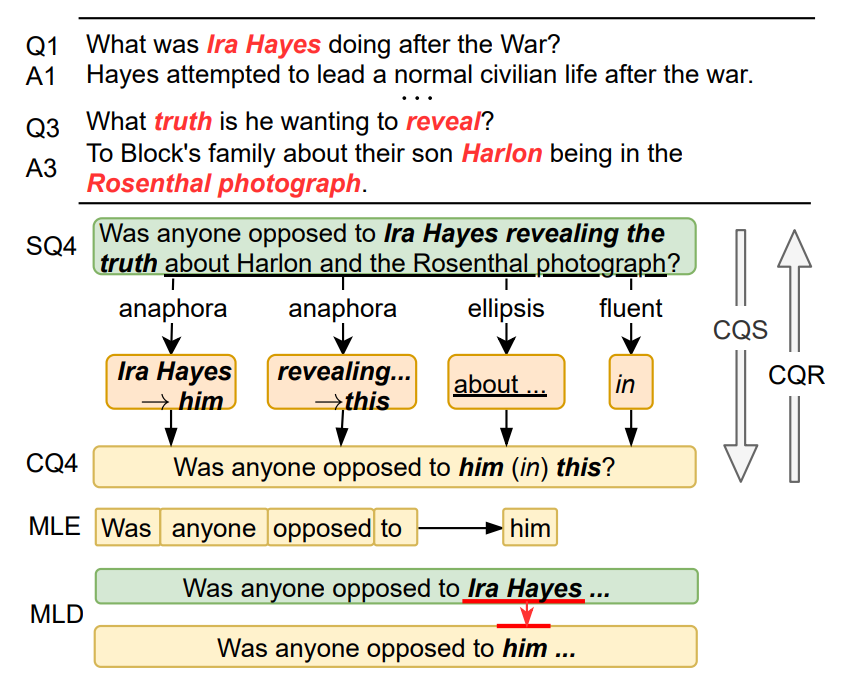 Q1 What was Ira Hayes doing after the War?
A1 Hayes attempted to lead a normal civilian life after the war.
...
Q3 What truth is he wanting to reveal?
A3 To Block's family about their son Harlon being in the
Rosenthal photograph.
SQ4 Was anyone opposed to Ira Hayes revealing the
truth about Harlon and the Rosenthal photograph?
anaphora anaphora ellipsis fluent
CQS
CQR
Ira Hayes revealing... about ... in
→ him →this
CQ4 Was anyone opposed to him (in) this?
MLE Was anyone opposed to him
MLD
Was anyone opposed to Ira Hayes ...
Was anyone opposed to him ...